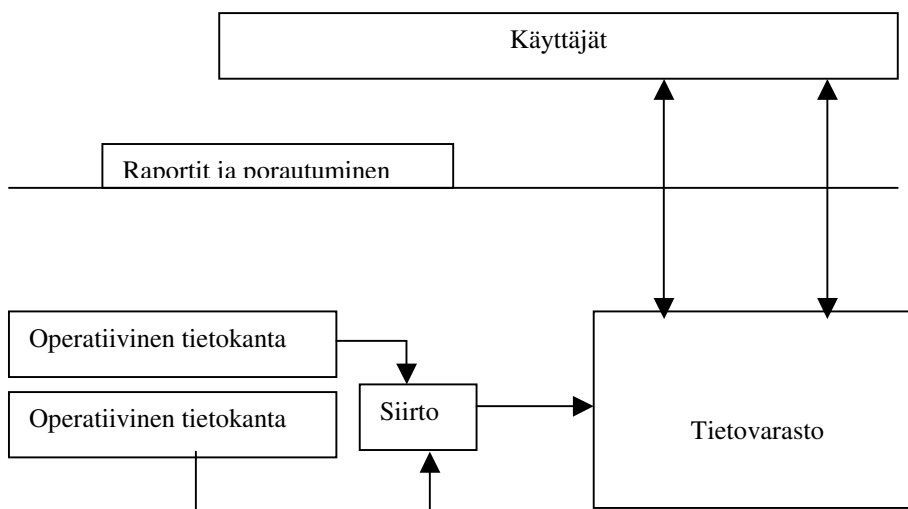 Käyttäjät
Raportit ja porautuminen
Operatiivinen tietokanta
Operatiivinen tietokanta
Siirto
Tietovarasto